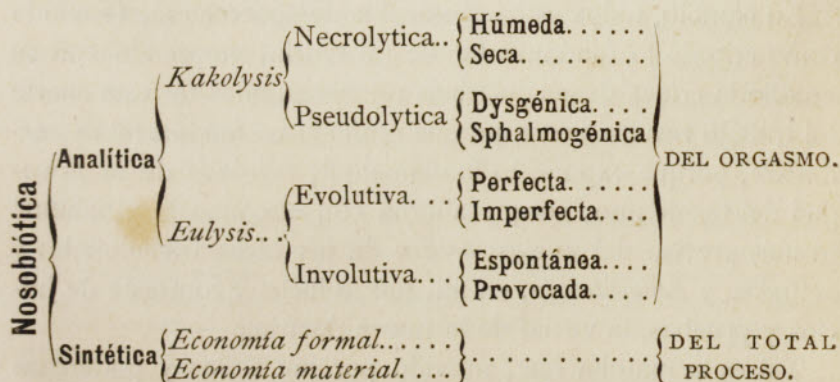 Nosobiótica
Analítica
Kakolysis
Necrolytica..
Húmeda......
Seca........
Pseudolytica
Dysgénica....
Sphalmogénica
Eulysis..
Evolutiva...
Perfecta.....
Imperfecta...
Involutiva...
Espontánea....
Provocada....
DEL ORGASMO.
Sintética
Economía formal......
Economía material....
...........
DEL TOTAL
PROCESO.